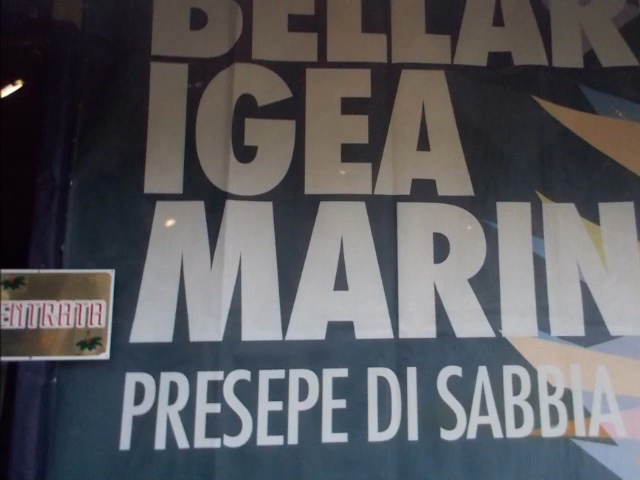 BELLAR
IGEA
MARIN
ENTRATA
PRESEPE DI SABBIA